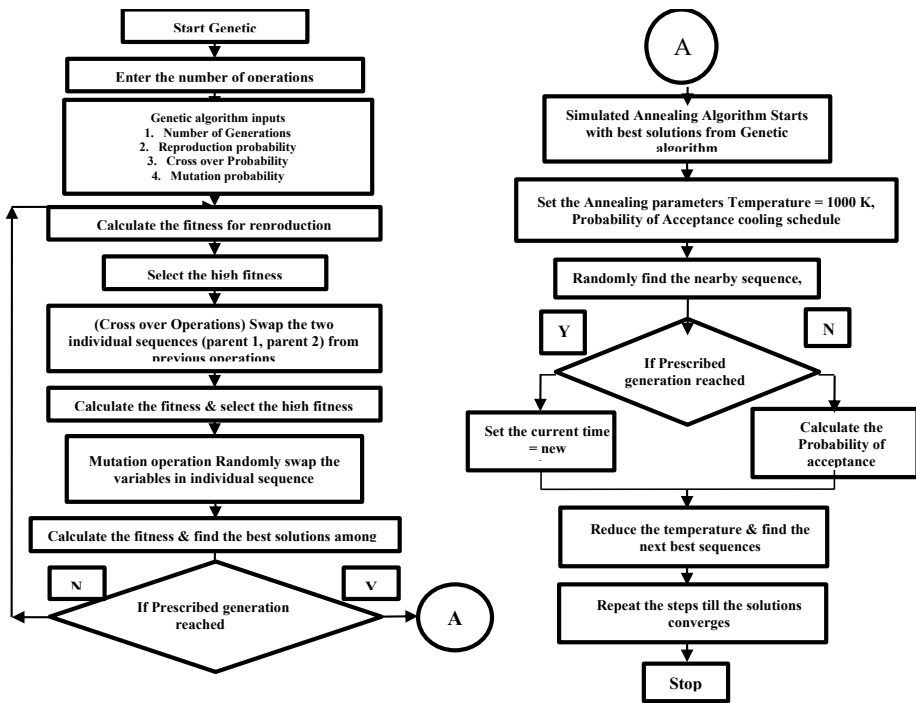 Start Genetic
Enter the number of operations
Genetic algorithm inputs
1. Number of Generations
2. Reproduction probability
3. Cross over Probability
4. Mutation probability
Calculate the fitness for reproduction
Select the high fitness
(Cross over Operations) Swap the two
individual sequences (parent 1, parent 2) from
previous operations
Calculate the fitness & select the high fitness
Mutation operation Randomly swap the
variables in individual sequence
Calculate the fitness & find the best solutions among
N
Y
If Prescribed generation
reached
A
A
Simulated Annealing Algorithm Starts
with best solutions from Genetic
algorithm
Set the Annealing parameters Temperature = 1000 K,
Probability of Acceptance cooling schedule
Randomly find the nearby sequence,
Y
N
If Prescribed
generation reached
Set the current time
= new
Calculate the
Probability of
acceptance
Reduce the temperature & find the
next best sequences
Repeat the steps till the solutions
converges
Stop